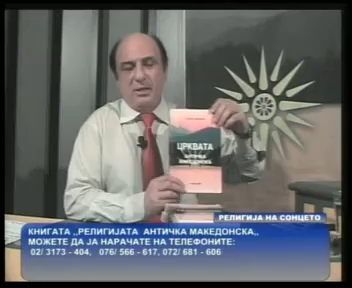 ЦРКВАТА
АНТИЧКА
МАКЕДОНСКА
РЕЛИГИЈА НА СОНЦЕТО
КНИГАТА ,,РЕЛИГИЈАТА АНТИЧКА МАКЕДОНСКА,,
МОЖЕТЕ ДА ЈА НАРАЧАТЕ НА ТЕЛЕФОНИТЕ:
02/ 3173 - 404, 076/ 566 - 617, 072/ 681 - 606